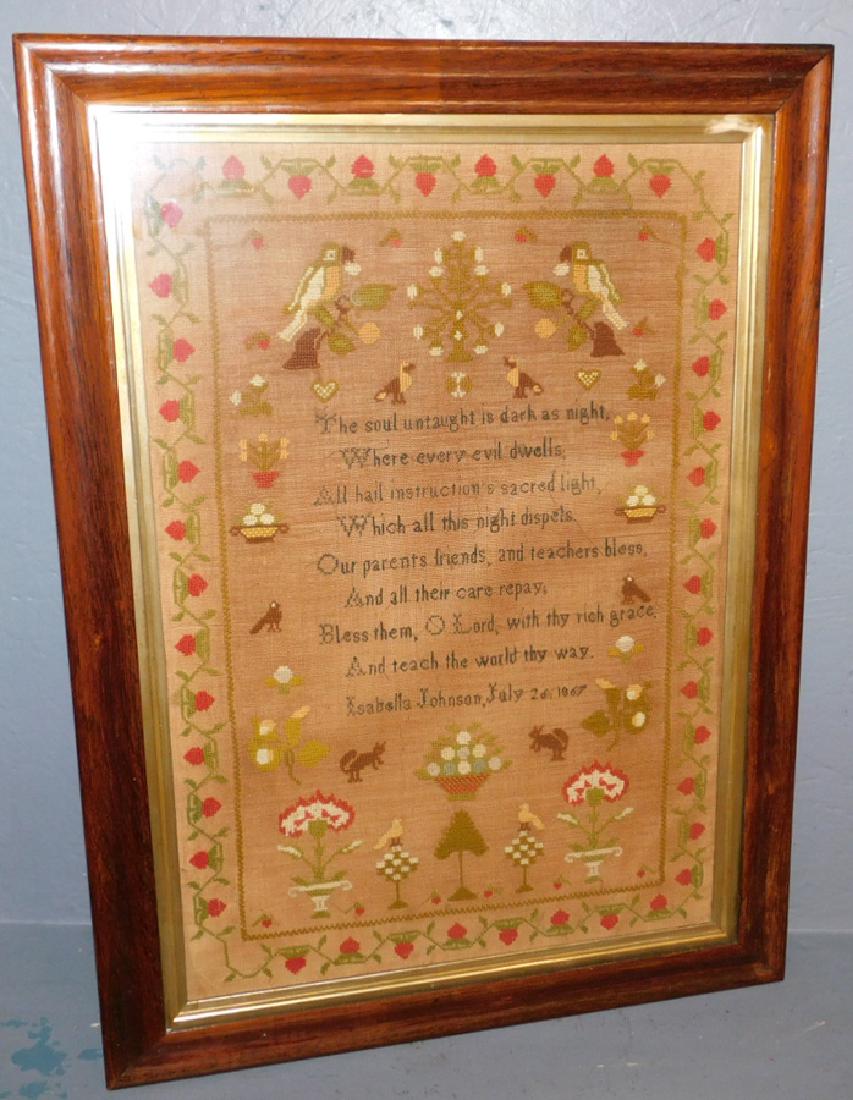 The soul untaught is dark as night,
Where every evil dwells;
All hail instruction's sacred light,
Which all this night dispels.
Our parents friends, and teachers bless,
And all their care repay;
Bless them, O Lord, with thy rich grace,
And teach the world thy way.
Isabella Johnson, July 26, 1867